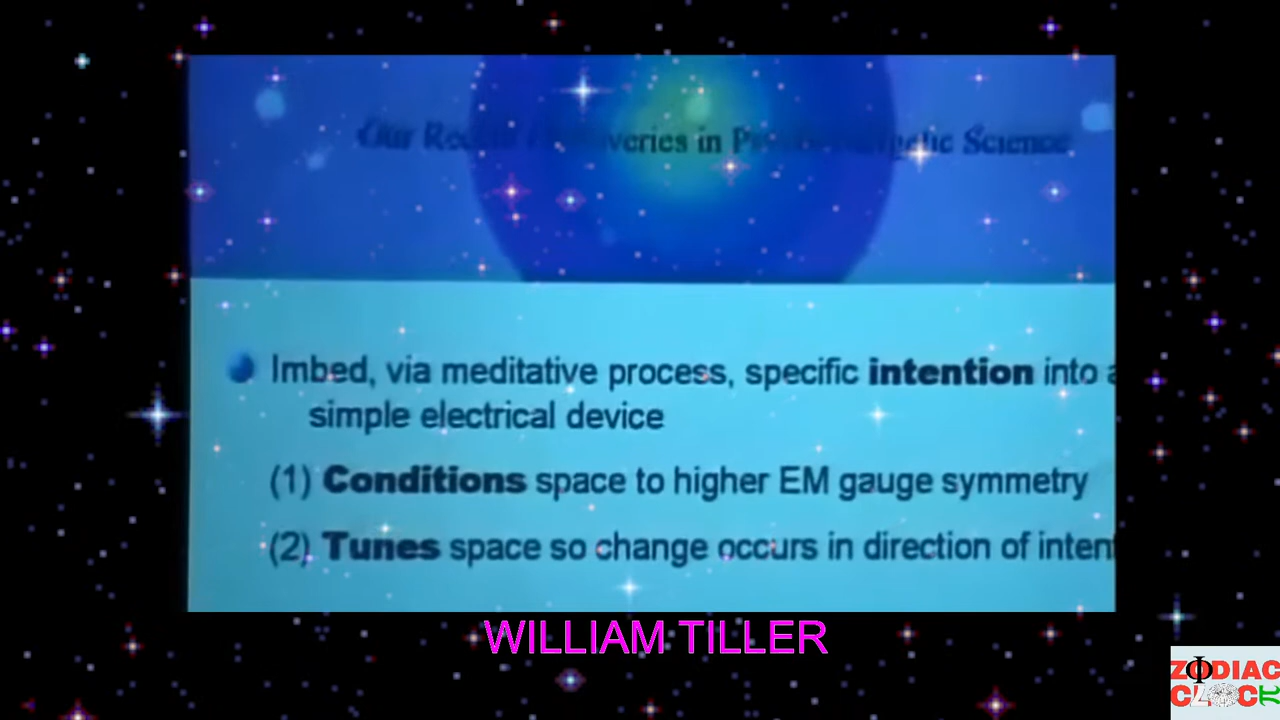 Our Recent Discoveries in Psychoenergetic Science
Imbed, via meditative process, specific intention into a
simple electrical device
(1) Conditions space to higher EM gauge symmetry
(2) Tunes space so change occurs in direction of intent
WILLIAM TILLER
ZΦDIAC
CLOCK